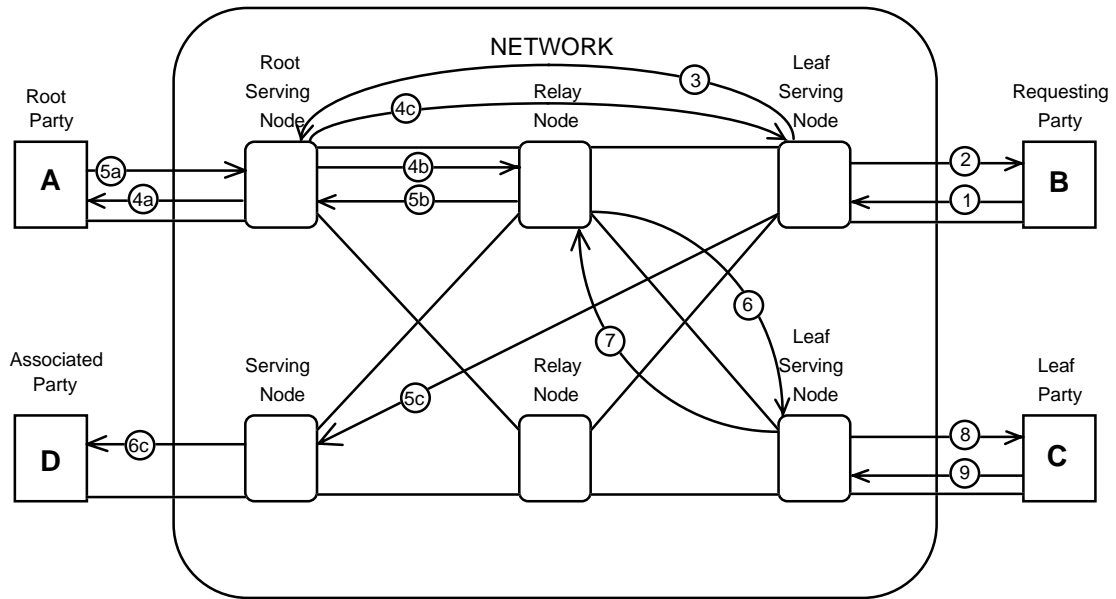 NETWORK
Root
Serving
Node
Relay
Node
Leaf
Serving
Node
Root
Party
Requesting
Party
3
4c
A
5a
4a
4b
5b
2
1
B
6
7
5c
Associated
Party
Serving
Node
Relay
Node
Leaf
Serving
Node
Leaf
Party
D
6c
8
9
C